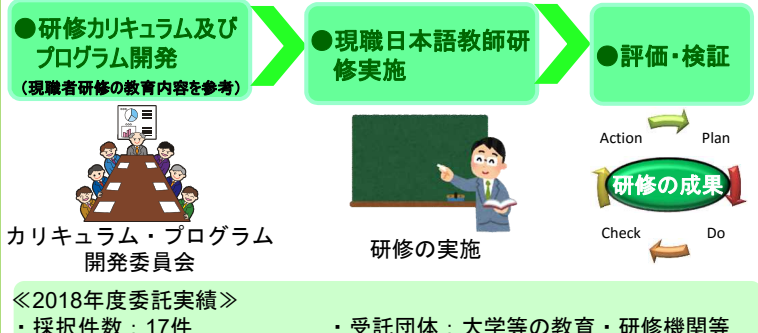 ●研修カリキュラム及び
プログラム開発
（現職者研修の教育内容を参考）
●現職日本語教師研
修実施
●評価・検証
Action
Plan
研修の成果
Check
Do
カリキュラム・プログラム
開発委員会
研修の実施
≪2018年度委託実績≫
・採択件数：17件
・受託団体：大学等の教育・研修機関等